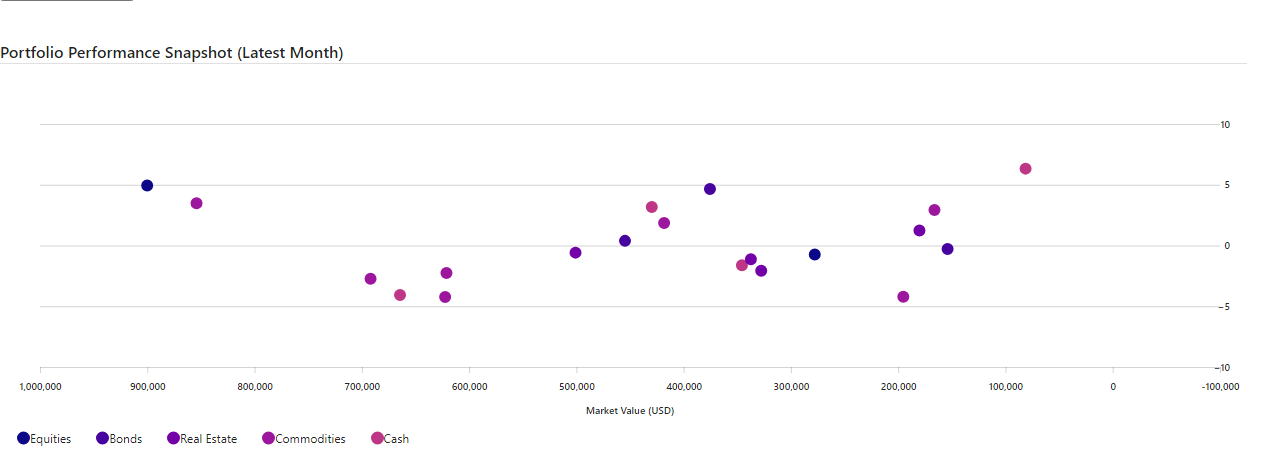 Portfolio Performance Snapshot (Latest Month)
10
5
0
−5
−10
1,000,000 900,000 800,000 700,000 600,000 500,000 400,000 300,000 200,000 100,000 0 -100,000
Market Value (USD)
Equities Bonds Real Estate Commodities Cash